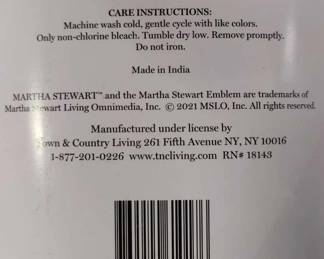 CARE INSTRUCTIONS:
Machine wash cold, gentle cycle with like colors.
Only non-chlorine bleach. Tumble dry low. Remove promptly.
Do not iron.
Made in India
MARTHA STEWART™ and the Martha Stewart Emblem are trademarks of
Martha Stewart Living Omnimedia, Inc. © 2021 MSLO, Inc. All rights reserved.
Manufactured under license by
Town & Country Living 261 Fifth Avenue NY, NY 10016
1-877-201-0226 www.tncliving.com RN# 18143